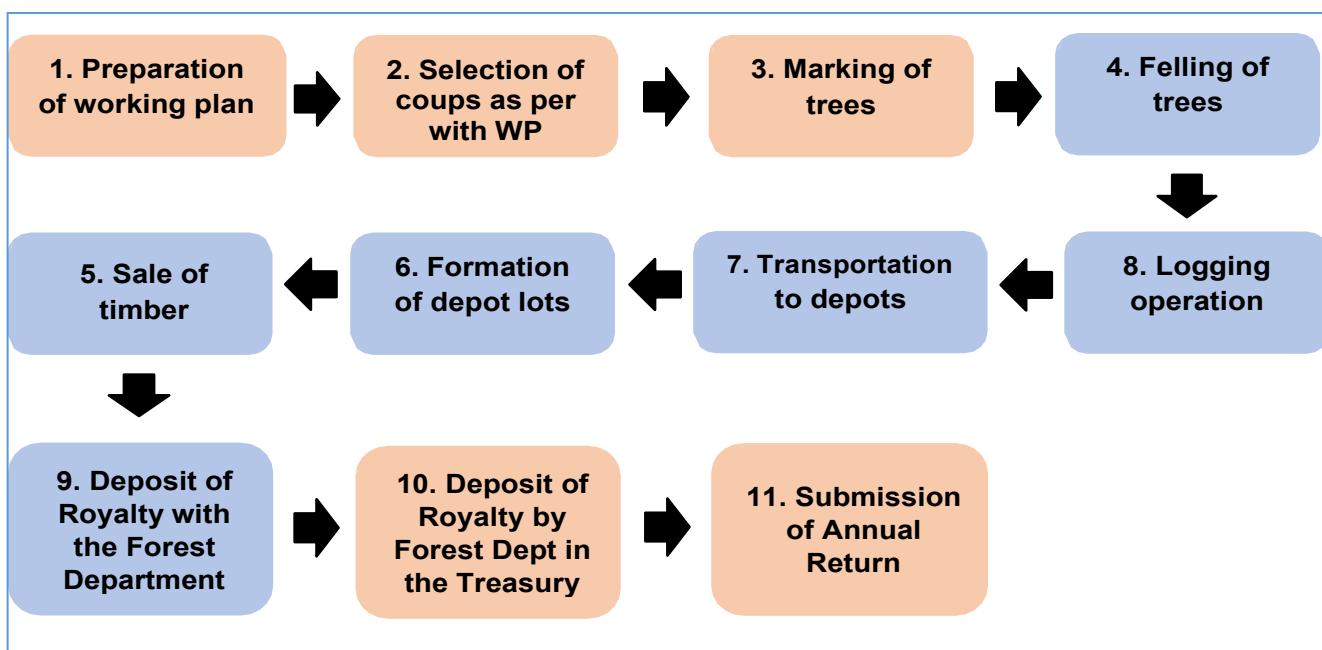 1. Preparation
of working plan
2. Selection of
coups as per
with WP
3. Marking of
trees
4. Felling of
trees
5. Sale of
timber
6. Formation
of depot lots
7. Transportation
to depots
8. Logging
operation
9. Deposit of
Royalty with
the Forest
Department
10. Deposit of
Royalty by
Forest Dept in
the Treasury
11. Submission
of Annual
Return